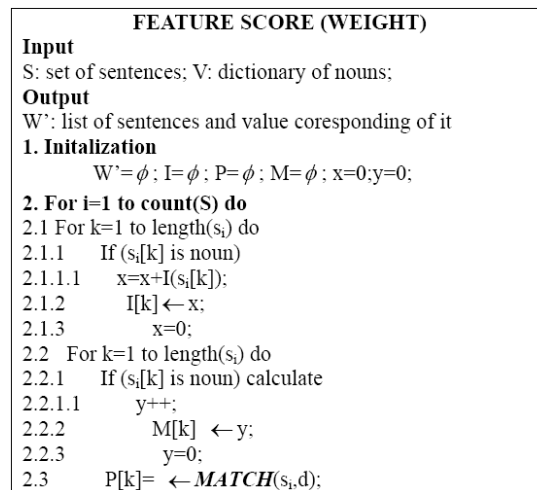 FEATURE SCORE (WEIGHT)
Input
S: set of sentences; V: dictionary of nouns;
Output
W’: list of sentences and value coresponding of it
1. Initalization
W’=ϕ; I=ϕ; P=ϕ; M=ϕ; x=0;y=0;
2. For i=1 to count(S) do
2.1 For k=1 to length(sᵢ) do
2.1.1 If (sᵢ[k] is noun)
2.1.1.1 x=x+I(sᵢ[k]);
2.1.2 I[k]←x;
2.1.3 x=0;
2.2 For k=1 to length(sᵢ) do
2.2.1 If (sᵢ[k] is noun) calculate
2.2.1.1 y++;
2.2.2 M[k] ←y;
2.2.3 y=0;
2.3 P[k]= ←MATCH(sᵢ,d);